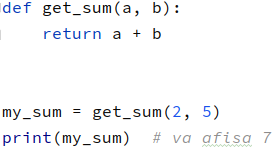 def get_sum(a, b):
    return a + b
my_sum = get_sum(2, 5)
print(my_sum)  # va afisa 7